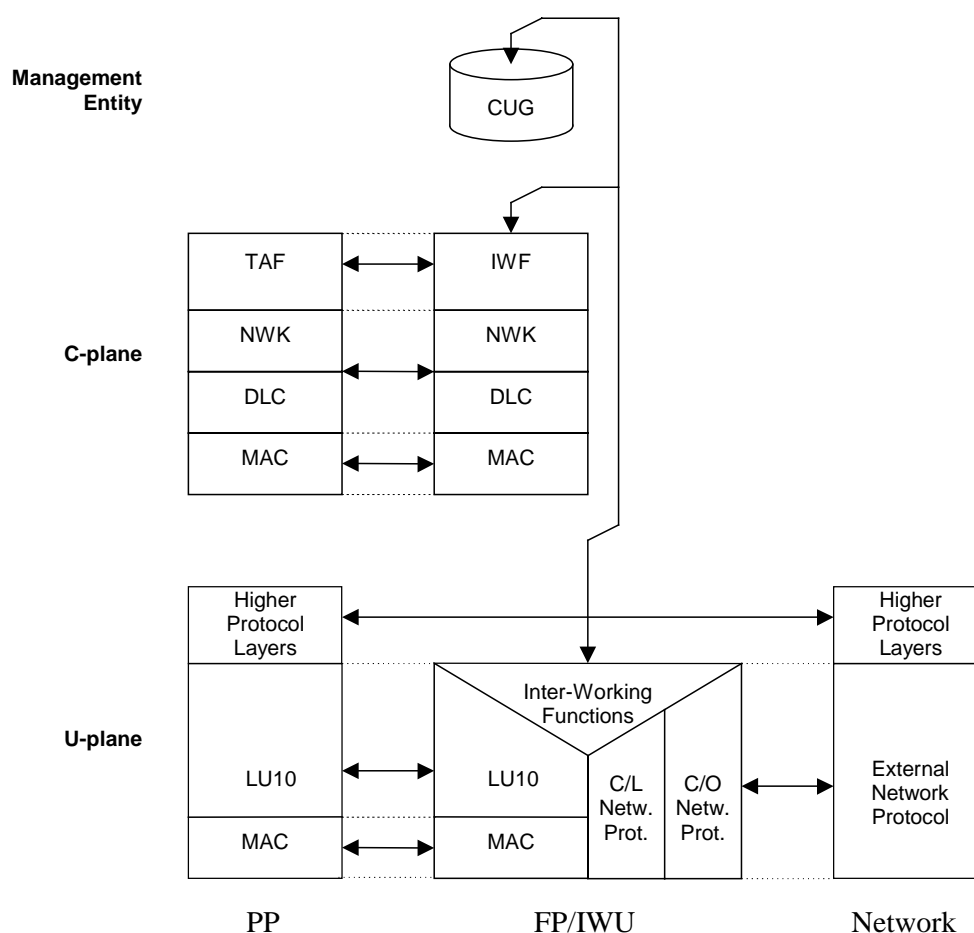 Management
Entity
CUG
C-plane
TAF
IWF
NWK
NWK
DLC
DLC
MAC
MAC
U-plane
Higher
Protocol
Layers
Higher
Protocol
Layers
Inter-Working
Functions
LU10
LU10
C/L
Netw.
Prot.
C/O
Netw.
Prot.
External
Network
Protocol
MAC
MAC
PP
FP/IWU
Network